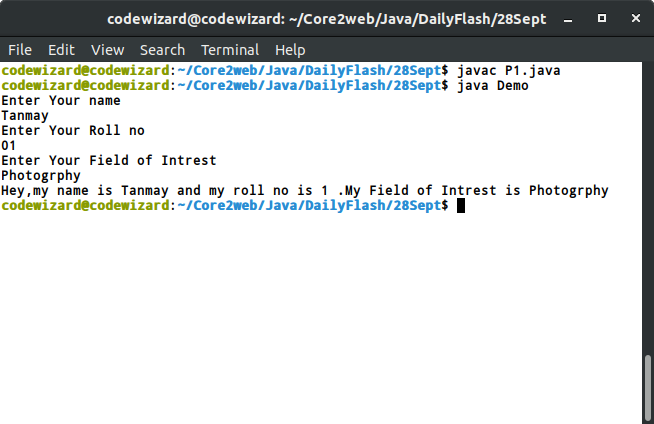 codewizard@codewizard: ~/Core2web/Java/DailyFlash/28Sept
File Edit View Search Terminal Help
codewizard@codewizard:~/Core2web/Java/DailyFlash/28Sept$ javac P1.java
codewizard@codewizard:~/Core2web/Java/DailyFlash/28Sept$ java Demo
Enter Your name
Tanmay
Enter Your Roll no
01
Enter Your Field of Intrest
Photogrphy
Hey,my name is Tanmay and my roll no is 1 .My Field of Intrest is Photogrphy
codewizard@codewizard:~/Core2web/Java/DailyFlash/28Sept$